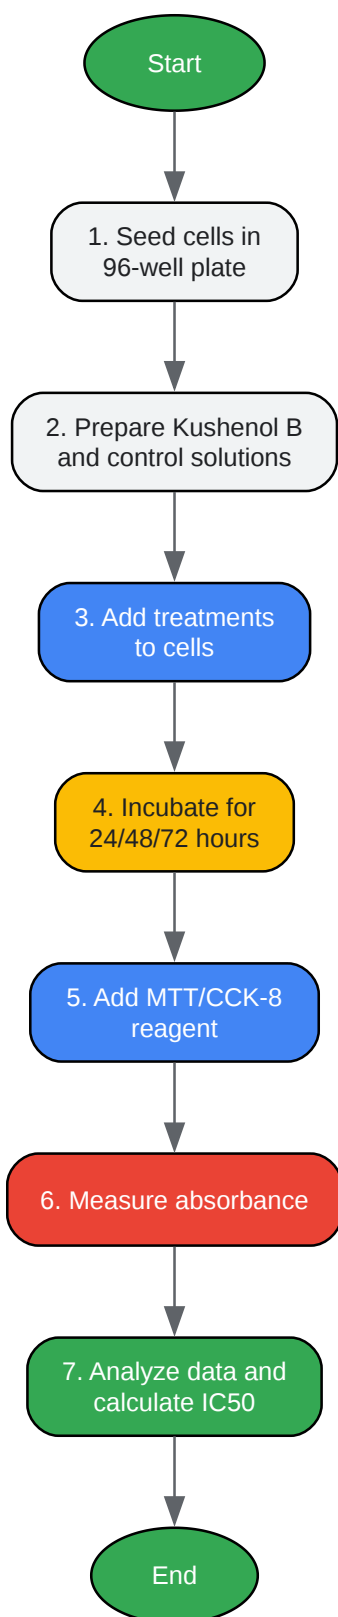 Start
1. Seed cells in
96-well plate
2. Prepare Kushenol B
and control solutions
3. Add treatments
to cells
4. Incubate for
24/48/72 hours
5. Add MTT/CCK-8
reagent
6. Measure absorbance
7. Analyze data and
calculate IC50
End